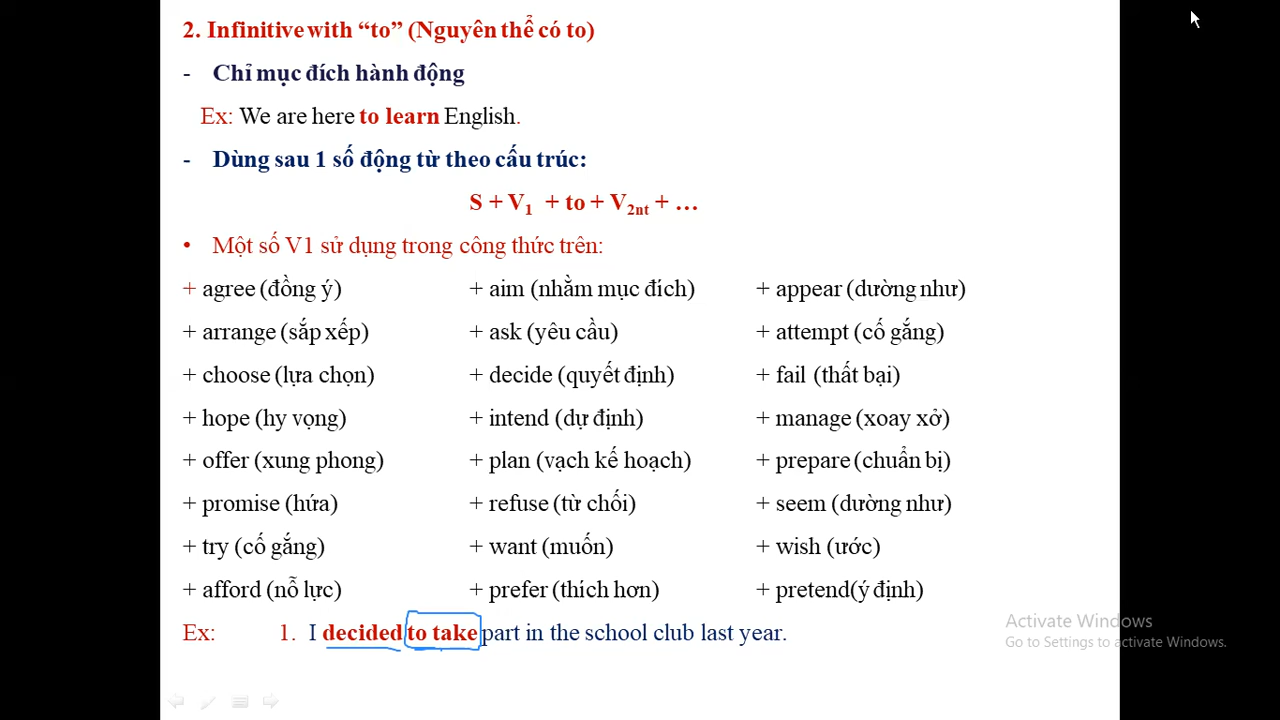 2. Infinitive with “to” (Nguyên thể có to)
- Chỉ mục đích hành động
Ex: We are here to learn English.
- Dùng sau 1 số động từ theo cấu trúc:
S + V1 + to + V2nt + …
• Một số V1 sử dụng trong công thức trên:
+ agree (đồng ý) + aim (nhằm mục đích) + appear (dường như)
+ arrange (sắp xếp) + ask (yêu cầu) + attempt (cố gắng)
+ choose (lựa chọn) + decide (quyết định) + fail (thất bại)
+ hope (hy vọng) + intend (dự định) + manage (xoay xở)
+ offer (xung phong) + plan (vạch kế hoạch) + prepare (chuẩn bị)
+ promise (hứa) + refuse (từ chối) + seem (dường như)
+ try (cố gắng) + want (muốn) + wish (ước)
+ afford (nỗ lực) + prefer (thích hơn) + pretend(ý định)
Ex: 1. I decided to take part in the school club last year.
Activate Windows
Go to Settings to activate Windows.